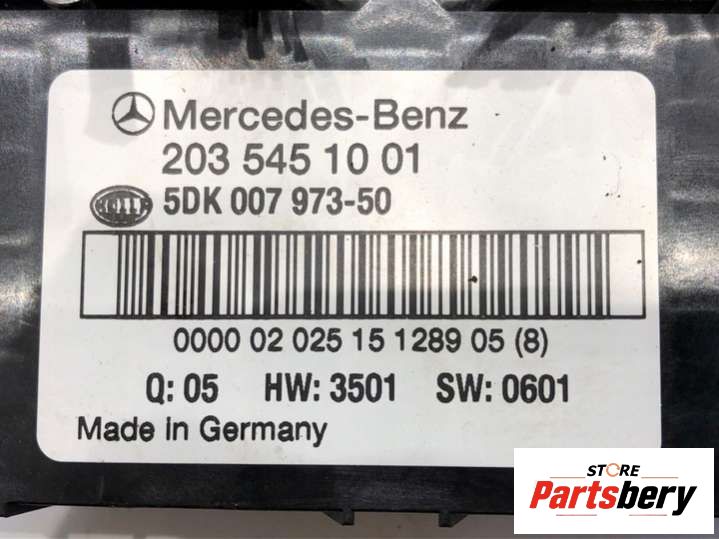 Mercedes-Benz
203 545 10 01
HELLA
5DK 007 973-50
0000 02 025 15 1289 05 (8)
Q: 05 HW: 3501 SW: 0601
Made in Germany
STORE
Partsbery